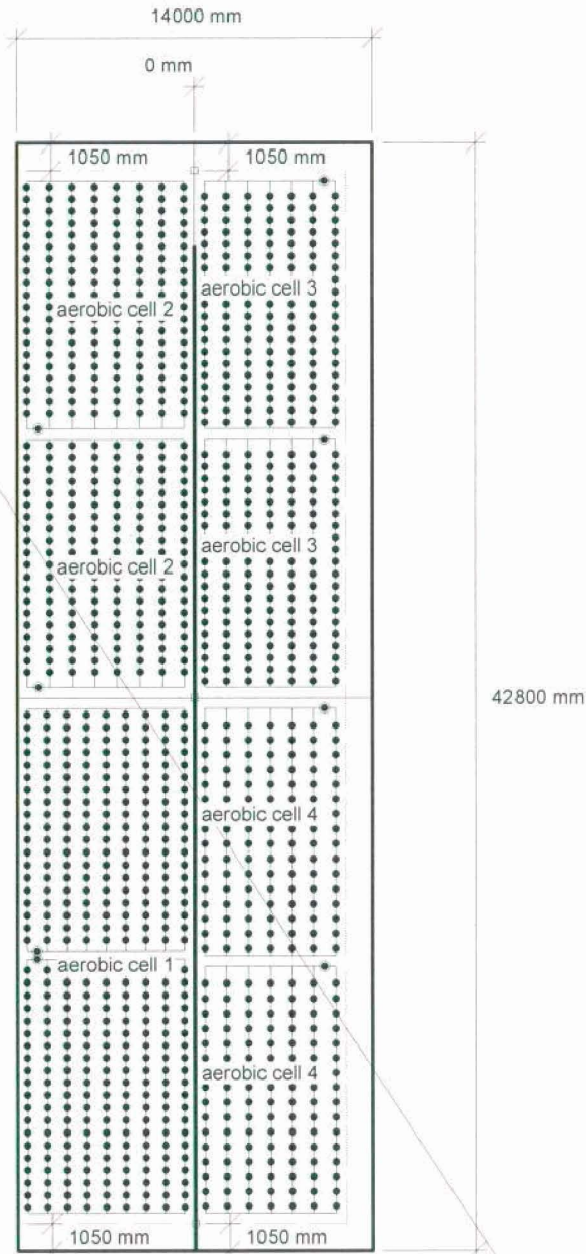 14000 mm
0 mm
1050 mm 1050 mm
aerobic cell 3
aerobic cell 2
aerobic cell 3
aerobic cell 2
42800 mm
aerobic cell 4
aerobic cell 1
aerobic cell 4
1050 mm 1050 mm